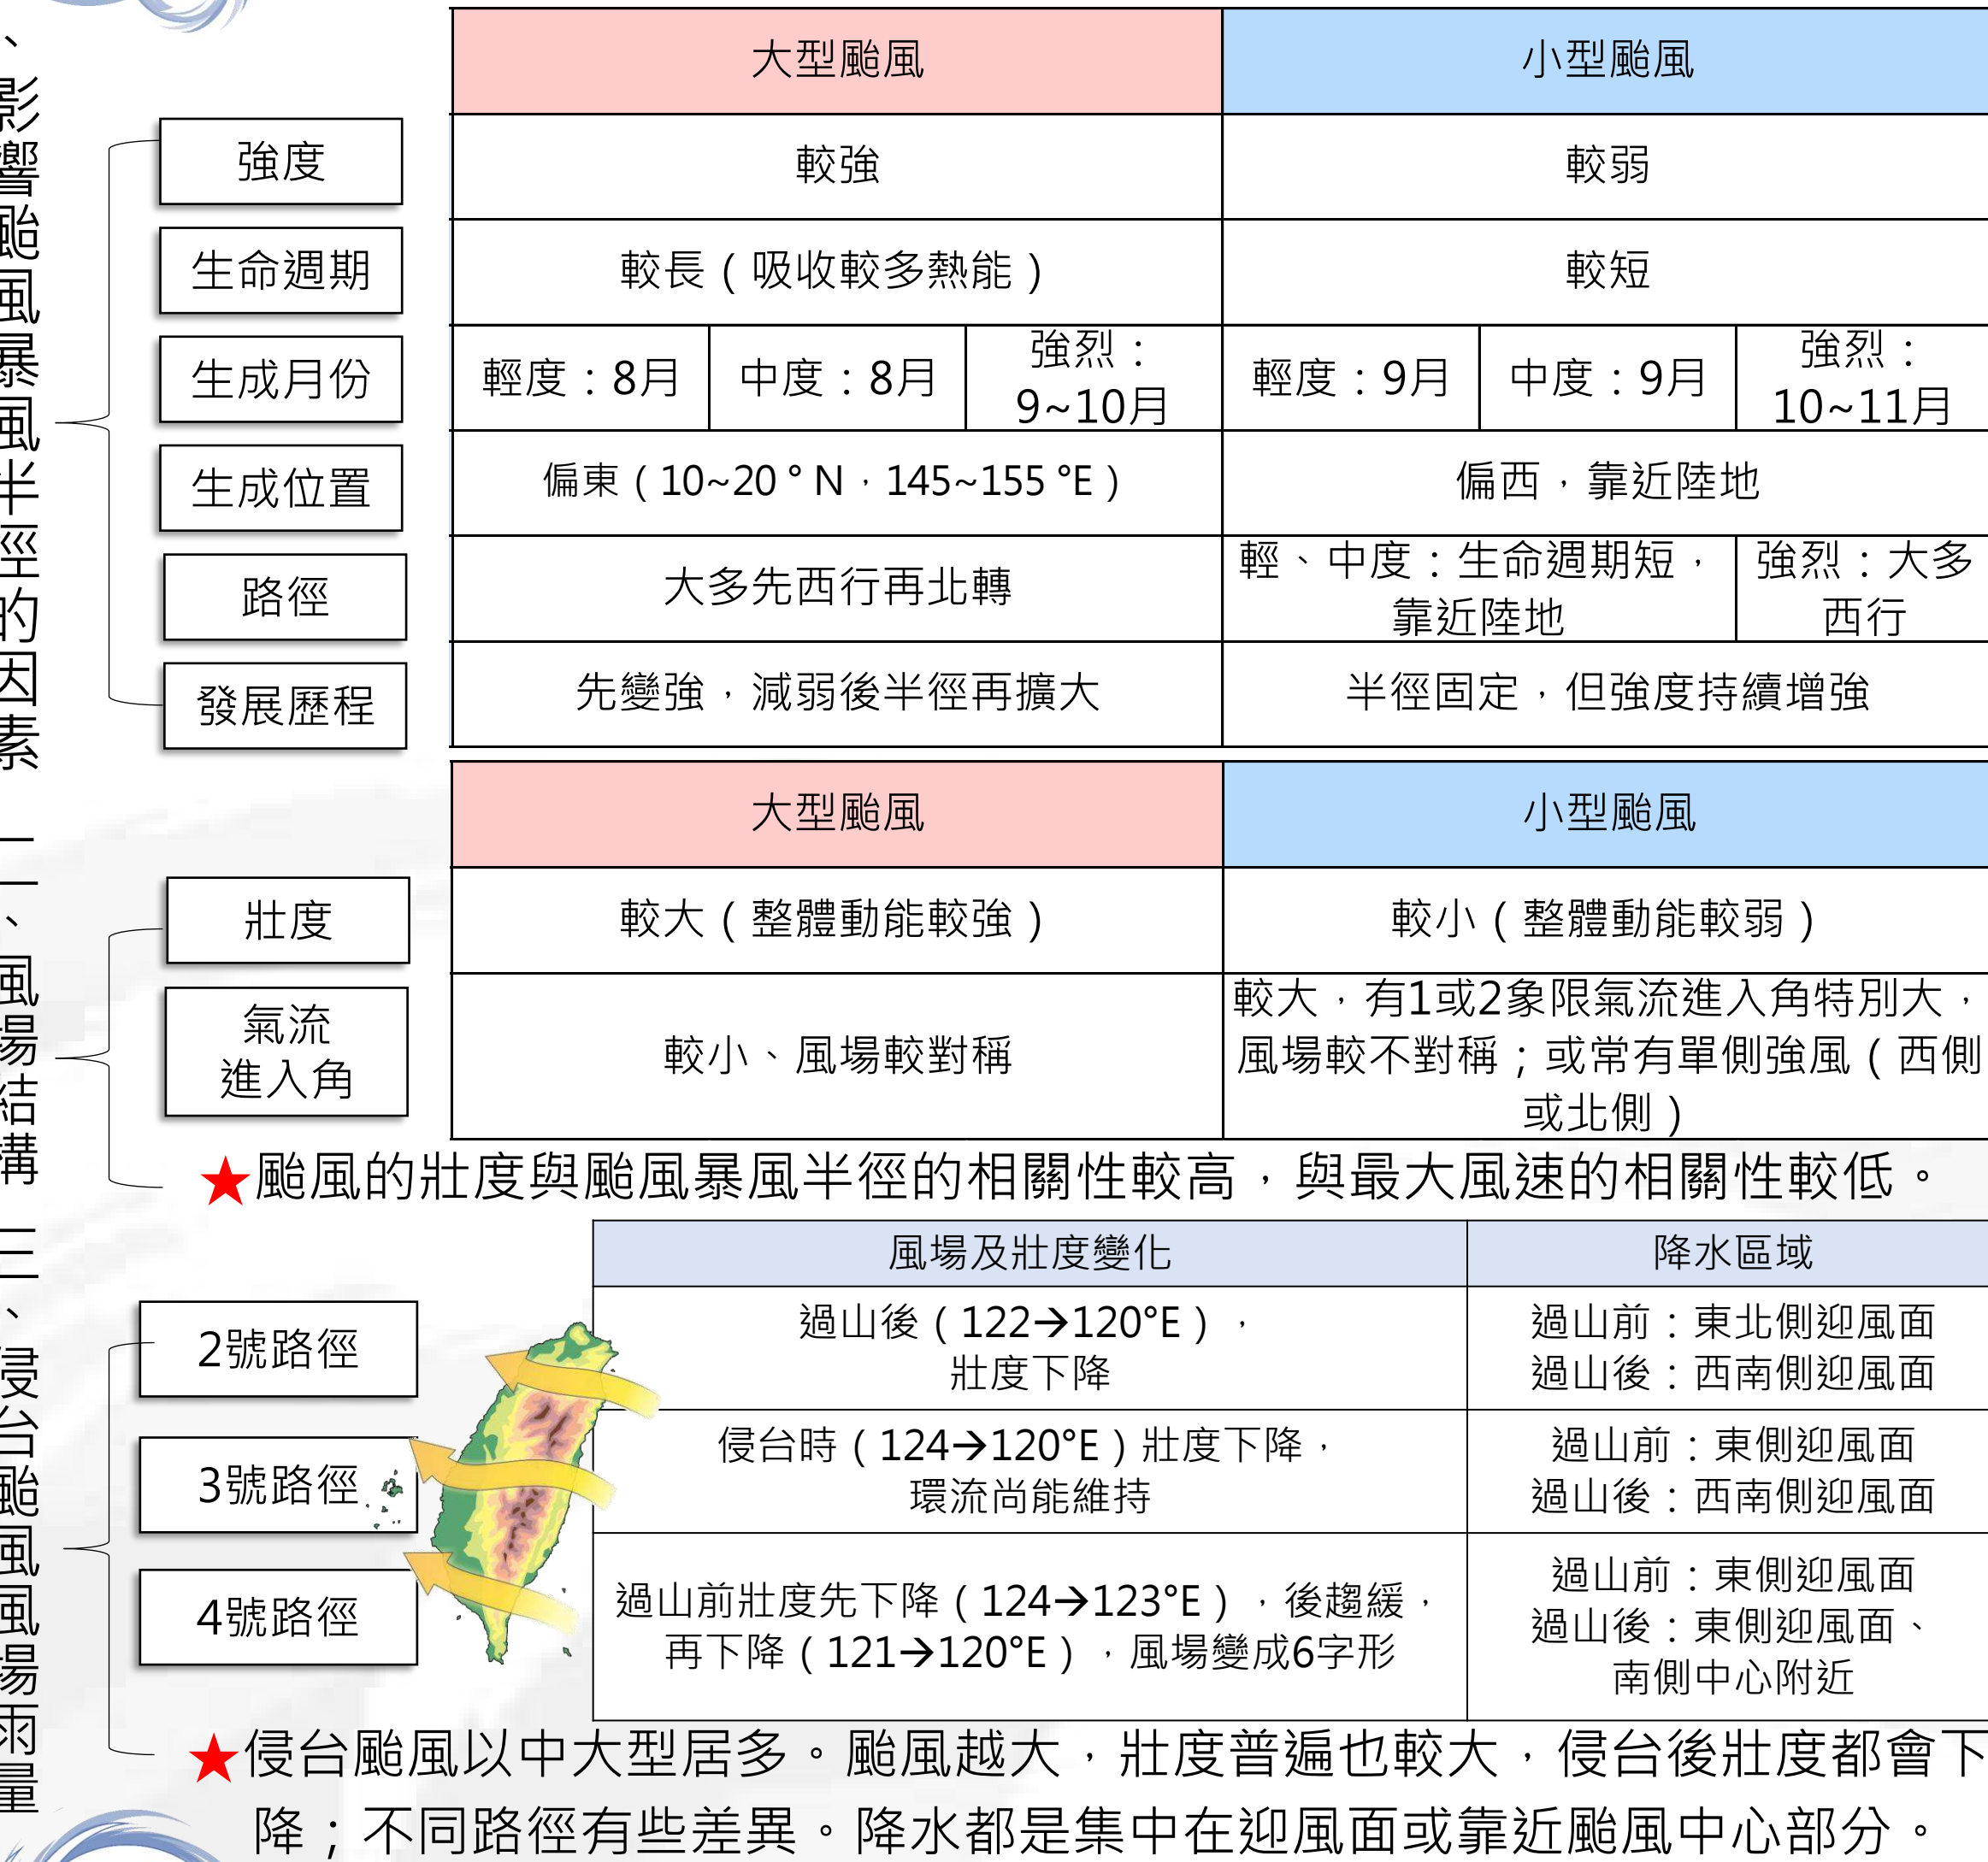 、影響颱風暴風半徑的因素
大型颱風
小型颱風
強度
較強
較弱
生命週期
較長（吸收較多熱能）
較短
生成月份
輕度：8月
中度：8月
強烈：
9~10月
輕度：9月
中度：9月
強烈：
10~11月
生成位置
偏東（10~20 ° N，145~155 °E）
偏西，靠近陸地
路徑
大多先西行再北轉
輕、中度：生命週期短，
靠近陸地
強烈：大多
西行
發展歷程
先變強，減弱後半徑再擴大
半徑固定，但強度持續增強
二、風場結構
大型颱風
小型颱風
壯度
較大（整體動能較強）
較小（整體動能較弱）
氣流
進入角
較小、風場較對稱
較大，有1或2象限氣流進入角特別大，
風場較不對稱；或常有單側強風（西側
或北側）
★颱風的壯度與颱風暴風半徑的相關性較高，與最大風速的相關性較低。
三、侵台颱風風場雨量
風場及壯度變化
降水區域
2號路徑
過山後（122→120°E），
壯度下降
過山前：東北側迎風面
過山後：西南側迎風面
3號路徑
侵台時（124→120°E）壯度下降，
環流尚能維持
過山前：東側迎風面
過山後：西南側迎風面
4號路徑
過山前壯度先下降（124→123°E），後趨緩，
再下降（121→120°E），風場變成6字形
過山前：東側迎風面
過山後：東側迎風面、
南側中心附近
★侵台颱風以中大型居多。颱風越大，壯度普遍也較大，侵台後壯度都會下
降；不同路徑有些差異。降水都是集中在迎風面或靠近颱風中心部分。